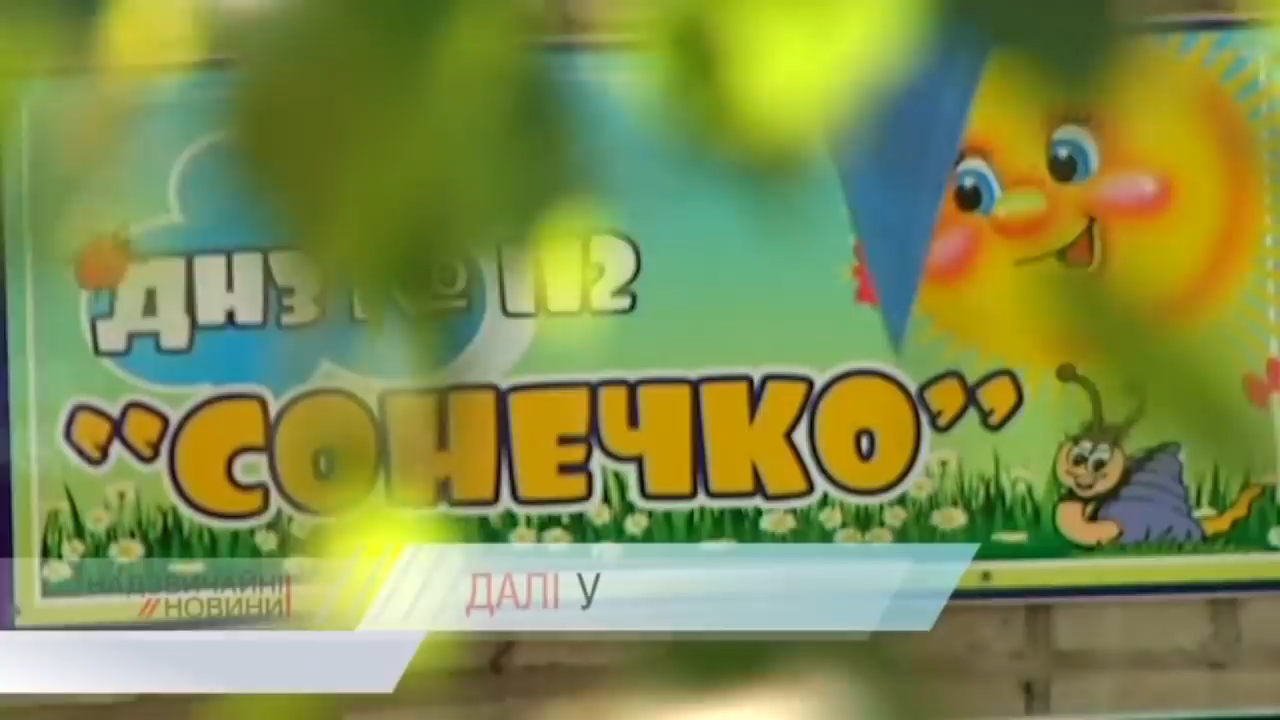 ДНЗ № 112
"СОНЕЧКО"
НАДЗВИЧАЙНІ
// НОВИНИ
ДАЛІ У